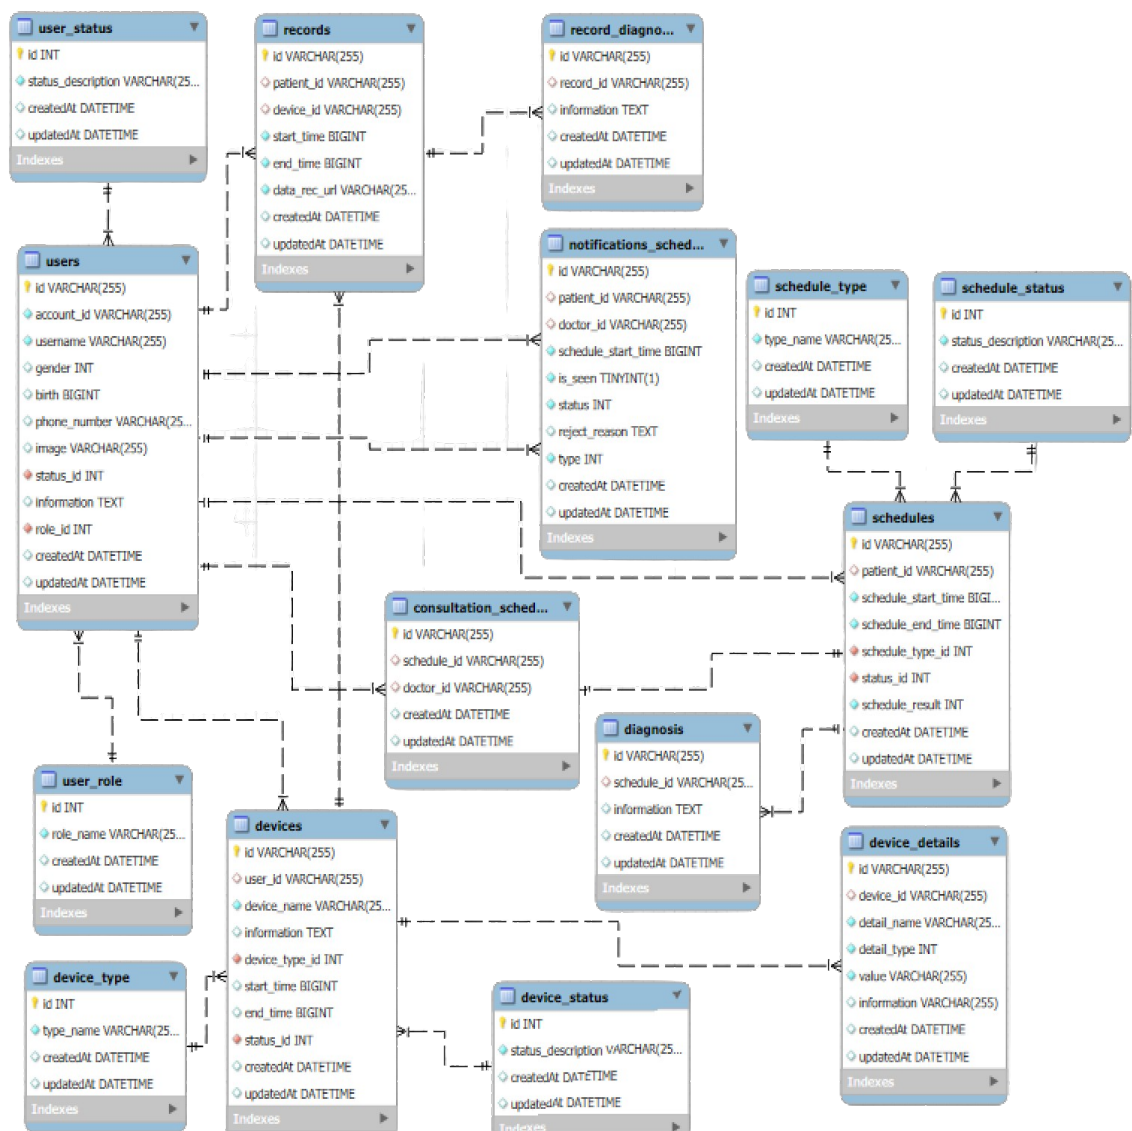 user_status
id INT
status_description VARCHAR(25...
createdAt DATETIME
updatedAt DATETIME
Indexes
records
id VARCHAR(255)
patient_id VARCHAR(255)
device_id VARCHAR(255)
start_time BIGINT
end_time BIGINT
data_rec_url VARCHAR(25...
createdAt DATETIME
updatedAt DATETIME
Indexes
record_diagno...
id VARCHAR(255)
record_id VARCHAR(255)
information TEXT
createdAt DATETIME
updatedAt DATETIME
Indexes
users
id VARCHAR(255)
account_id VARCHAR(255)
username VARCHAR(255)
gender INT
birth BIGINT
phone_number VARCHAR(25...
image VARCHAR(255)
status_id INT
information TEXT
role_id INT
createdAt DATETIME
updatedAt DATETIME
Indexes
notifications_sched...
id VARCHAR(255)
patient_id VARCHAR(255)
doctor_id VARCHAR(255)
schedule_start_time BIGINT
is_seen TINYINT(1)
status INT
reject_reason TEXT
type INT
createdAt DATETIME
updatedAt DATETIME
Indexes
schedule_type
id INT
type_name VARCHAR(25...
createdAt DATETIME
updatedAt DATETIME
Indexes
schedule_status
id INT
status_description VARCHAR(25...
createdAt DATETIME
updatedAt DATETIME
Indexes
schedules
id VARCHAR(255)
patient_id VARCHAR(255)
schedule_start_time BIGI...
schedule_end_time BIGINT
schedule_type_id INT
status_id INT
schedule_result INT
createdAt DATETIME
updatedAt DATETIME
Indexes
consultation_sched...
id VARCHAR(255)
schedule_id VARCHAR(255)
doctor_id VARCHAR(255)
createdAt DATETIME
updatedAt DATETIME
Indexes
diagnosis
id VARCHAR(255)
schedule_id VARCHAR(25...
information TEXT
createdAt DATETIME
updatedAt DATETIME
Indexes
user_role
id INT
role_name VARCHAR(25...
createdAt DATETIME
updatedAt DATETIME
Indexes
devices
id VARCHAR(255)
user_id VARCHAR(255)
device_name VARCHAR(25...
information TEXT
device_type_id INT
start_time BIGINT
end_time BIGINT
status_id INT
createdAt DATETIME
updatedAt DATETIME
Indexes
device_details
id VARCHAR(255)
device_id VARCHAR(255)
detail_name VARCHAR(25...
detail_type INT
value VARCHAR(255)
information VARCHAR(255)
createdAt DATETIME
updatedAt DATETIME
Indexes
device_type
id INT
type_name VARCHAR(25...
createdAt DATETIME
updatedAt DATETIME
Indexes
device_status
id INT
status_description VARCHAR(25...
createdAt DATETIME
updatedAt DATETIME
Indexes